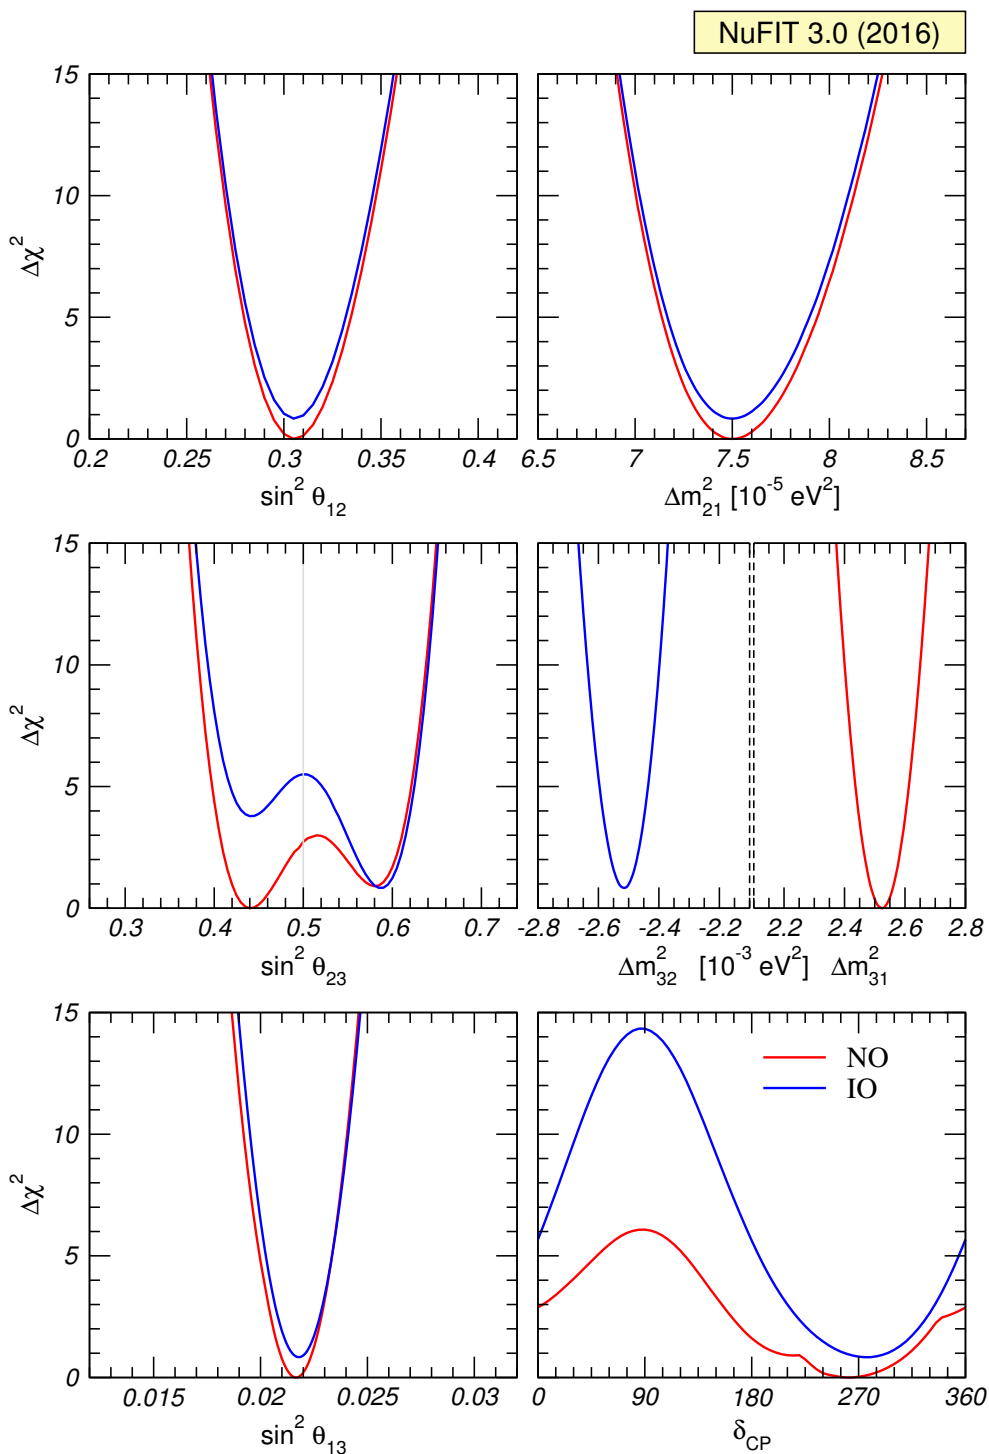 NuFIT 3.0 (2016)
15
10
5
0
Δχ²
0.2 0.25 0.3 0.35 0.4
sin² θ₁₂
6.5 7 7.5 8 8.5
Δm²₂₁ [10⁻⁵ eV²]
15
10
5
0
Δχ²
0.3 0.4 0.5 0.6 0.7
sin² θ₂₃
-2.8 -2.6 -2.4 -2.2 2.2 2.4 2.6 2.8
Δm²₃₂ [10⁻³ eV²] Δm²₃₁
15
10
5
0
Δχ²
0.015 0.02 0.025 0.03
sin² θ₁₃
NO
IO
0 90 180 270 360
δCP